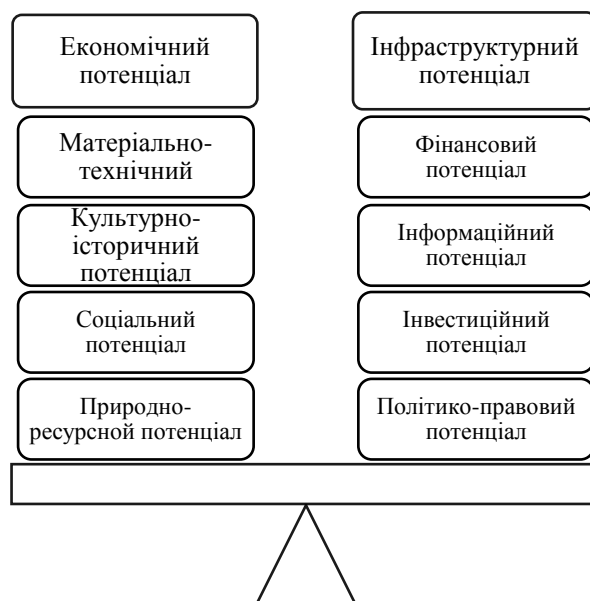 Економічний
потенціал
Матеріально-
технічний
Культурно-
історичний
потенціал
Соціальний
потенціал
Природно-
ресурсной потенціал
Інфраструктурний
потенціал
Фінансовий
потенціал
Інформаційний
потенціал
Інвестиційний
потенціал
Політико-правовий
потенціал